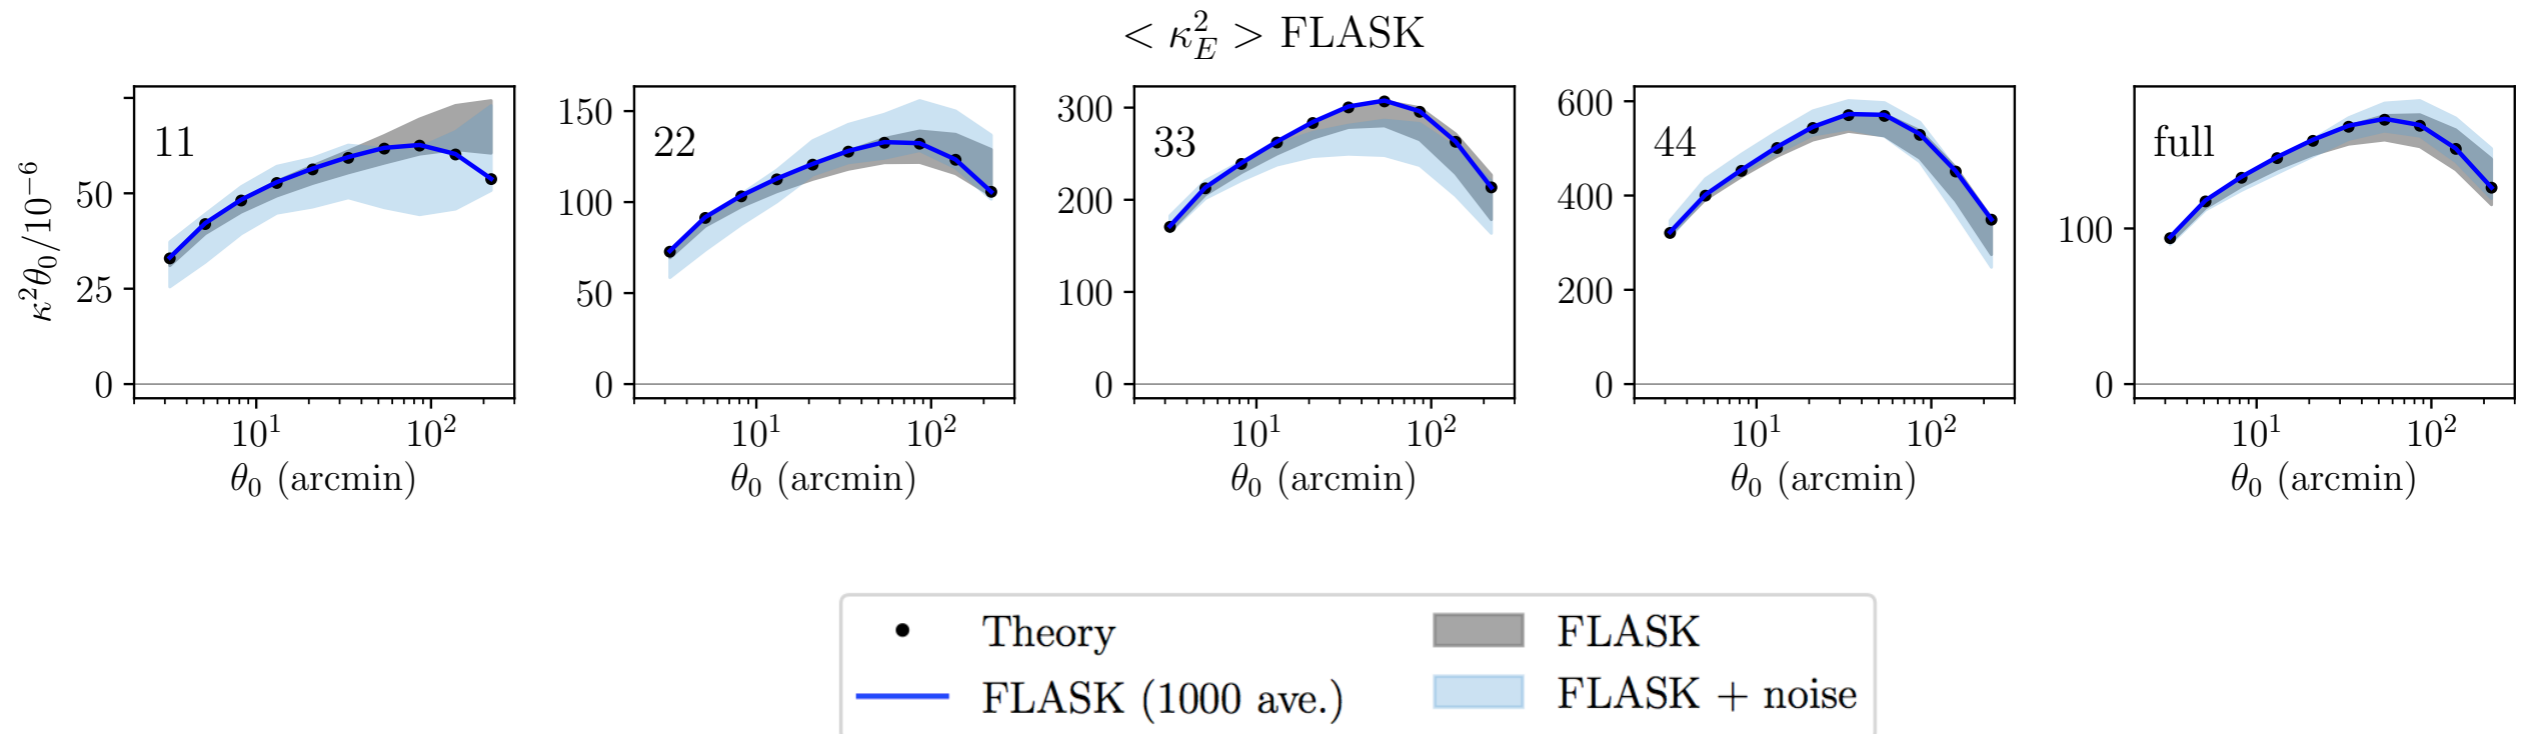 < κ_E^2 > FLASK
κ^2θ_0/10^{-6}
11
50
25
0
10^1 10^2
θ_0 (arcmin)
22
150
100
50
0
10^1 10^2
θ_0 (arcmin)
33
300
200
100
0
10^1 10^2
θ_0 (arcmin)
44
600
400
200
0
10^1 10^2
θ_0 (arcmin)
full
100
0
10^1 10^2
θ_0 (arcmin)
Theory
FLASK (1000 ave.)
FLASK
FLASK + noise